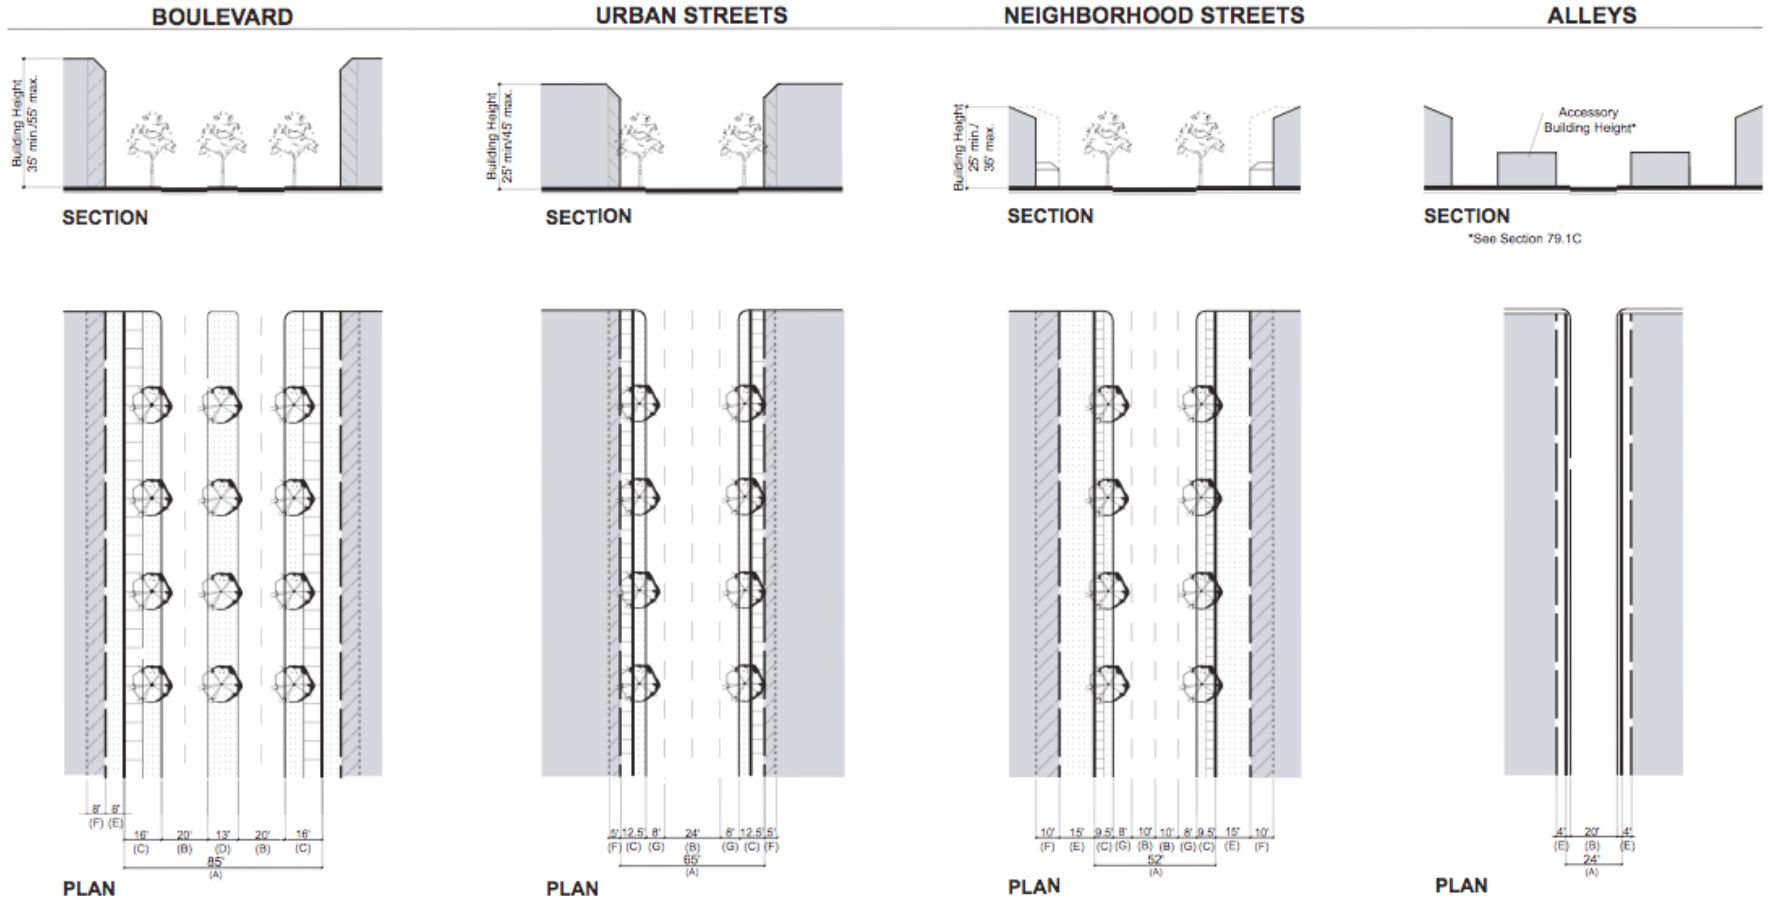 BOULEVARD
URBAN STREETS
NEIGHBORHOOD STREETS
ALLEYS
Building Height
35' min./55' max.
SECTION
Building Height
25' min/45' max.
SECTION
Building Height
25' min./
35' max.
SECTION
Accessory
Building Height*
SECTION
*See Section 79.1C
8' 8'
(F) (E)
16' 20' 13' 20' 16'
(C) (B) (D) (B) (C)
85'
(A)
PLAN
5' 12.5' 8' 24' 8' 12.5' 5'
(F) (C) (G) (B) (G) (C) (F)
65'
(A)
PLAN
10' 15' 9.5' 8' 10' 10' 8' 9.5' 15' 10'
(F) (E) (C) (G) (B) (B) (G) (C) (E) (F)
52'
(A)
PLAN
4' 20' 4'
(E) (B) (E)
24'
(A)
PLAN